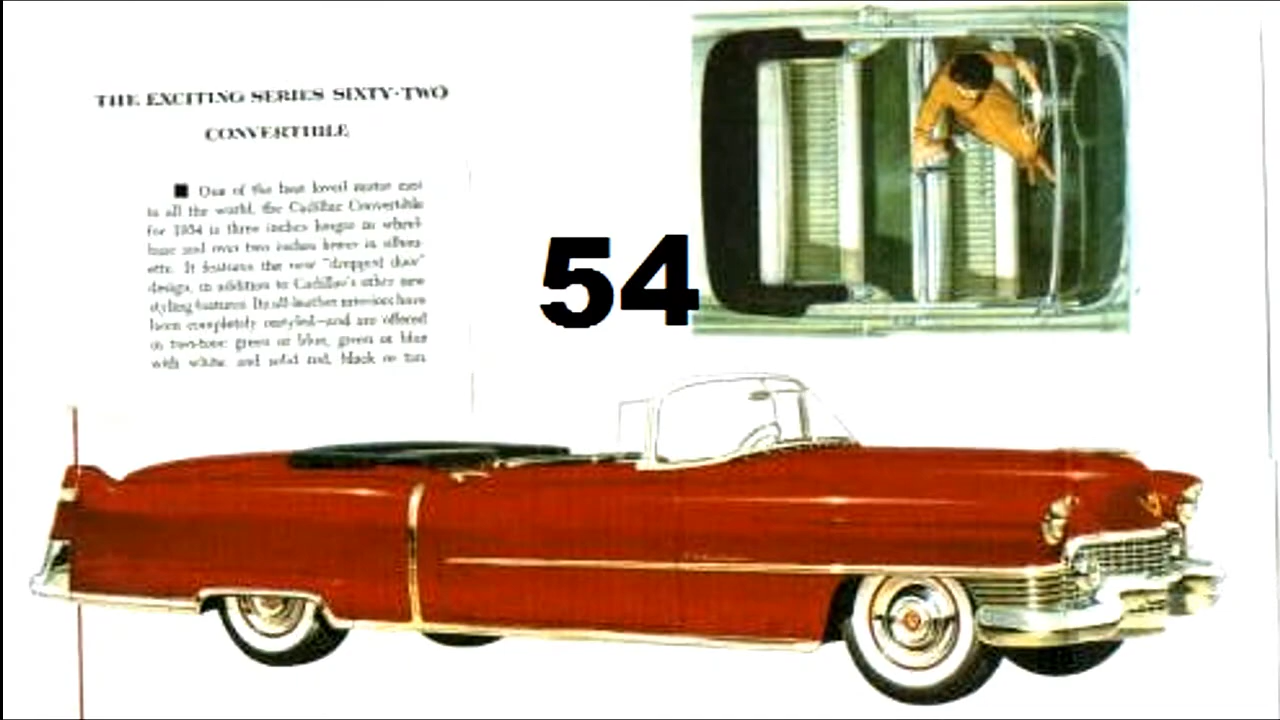 THE EXCITING SERIES SIXTY-TWO
CONVERTIBLE
■ One of the best loved motor cars
in all the world, the Cadillac Convertible
for 1954 is three inches longer in wheel-
base and over two inches lower in silhou-
ette. It features the new "dropped door"
design, in addition to Cadillac's other new
styling features. Its all-leather interiors have
been completely restyled—and are offered
in two-tone green or blue, green or blue
with white, and solid red, black or tan
54